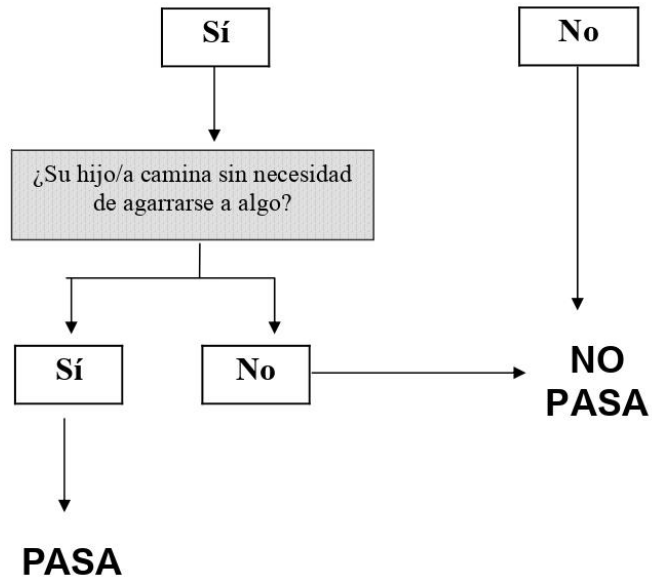 Sí
No
¿Su hijo/a camina sin necesidad
de agarrarse a algo?
Sí
No
NO
PASA
PASA